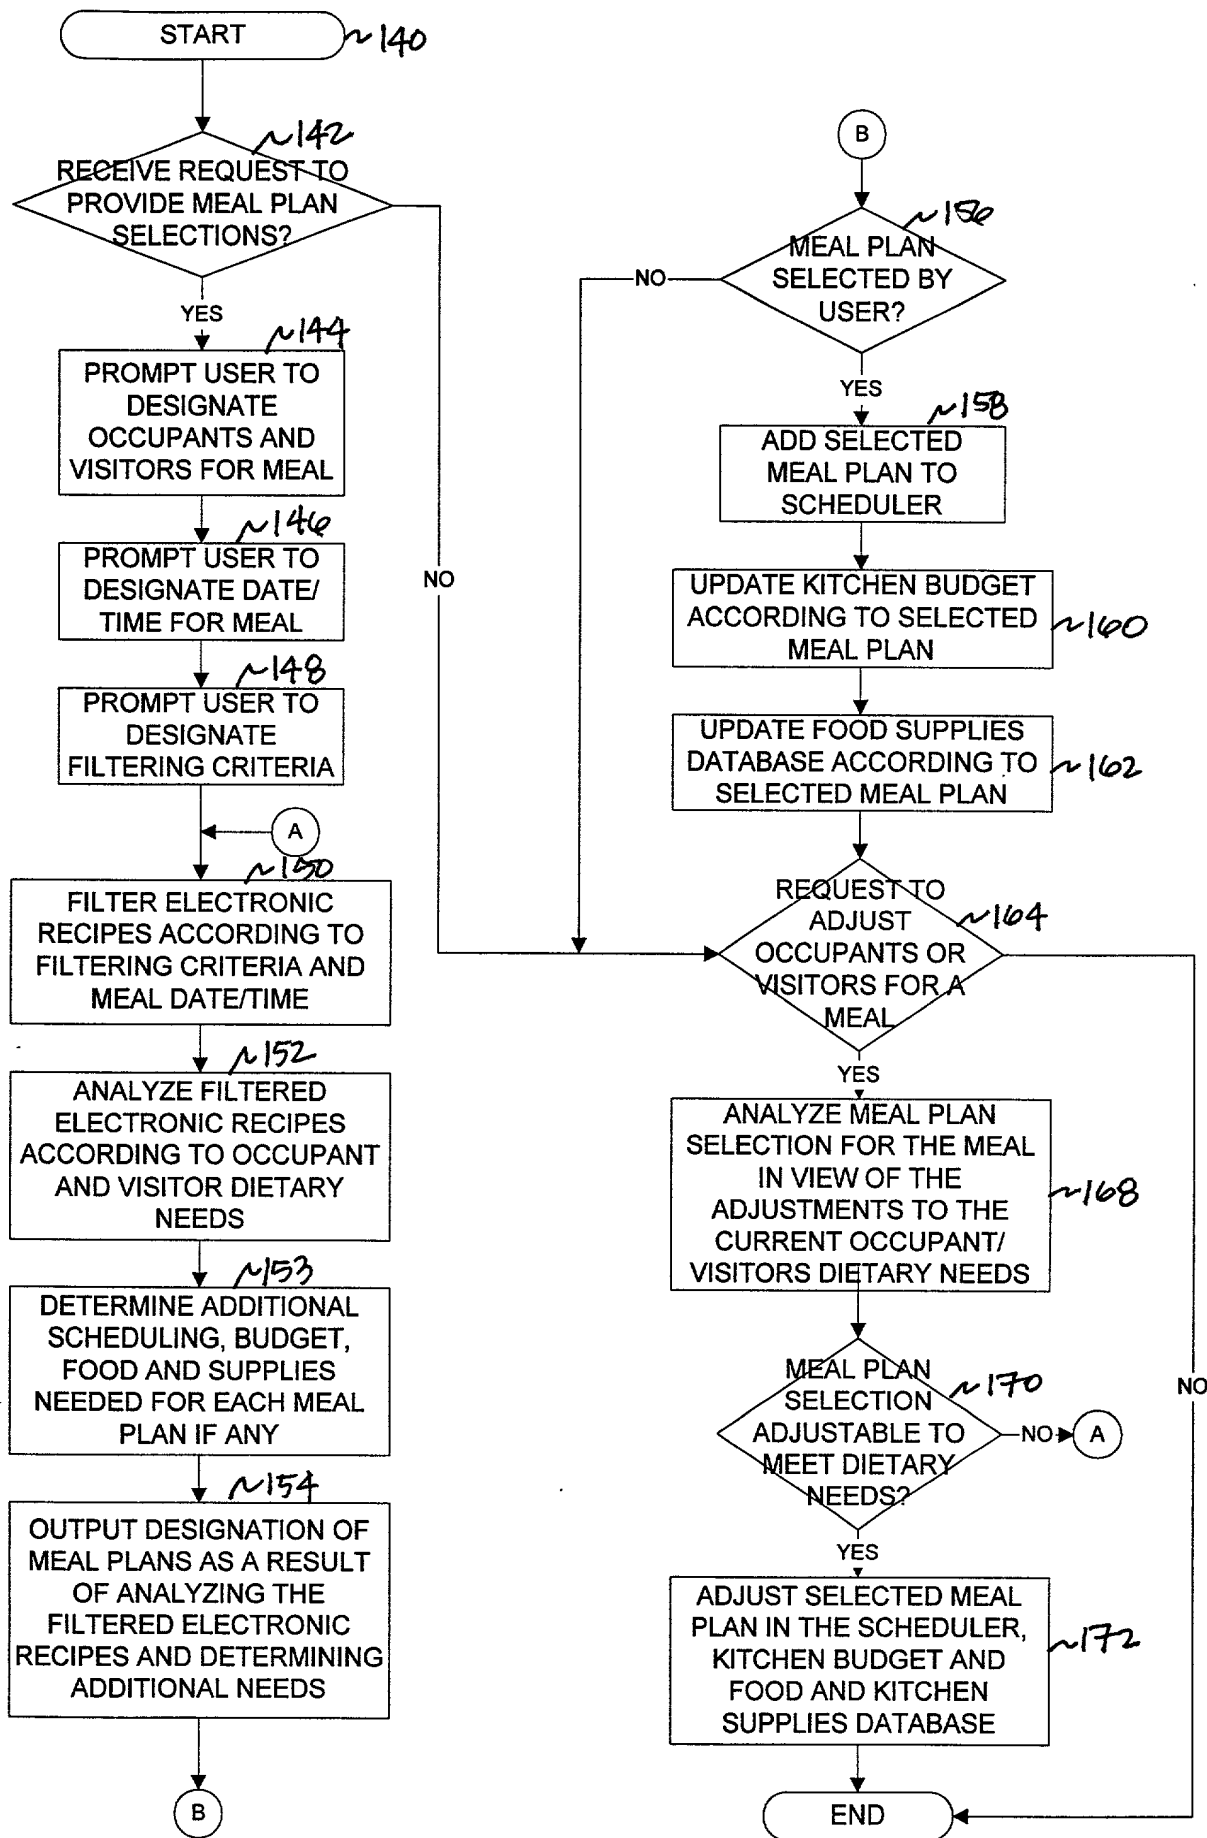 START
~140
~142
RECEIVE REQUEST TO
PROVIDE MEAL PLAN
SELECTIONS?
YES
NO
~144
PROMPT USER TO
DESIGNATE
OCCUPANTS AND
VISITORS FOR MEAL
~146
PROMPT USER TO
DESIGNATE DATE/
TIME FOR MEAL
~148
PROMPT USER TO
DESIGNATE
FILTERING CRITERIA
A
~150
FILTER ELECTRONIC
RECIPES ACCORDING TO
FILTERING CRITERIA AND
MEAL DATE/TIME
~152
ANALYZE FILTERED
ELECTRONIC RECIPES
ACCORDING TO OCCUPANT
AND VISITOR DIETARY
NEEDS
~153
DETERMINE ADDITIONAL
SCHEDULING, BUDGET,
FOOD AND SUPPLIES
NEEDED FOR EACH MEAL
PLAN IF ANY
~154
OUTPUT DESIGNATION OF
MEAL PLANS AS A RESULT
OF ANALYZING THE
FILTERED ELECTRONIC
RECIPES AND DETERMINING
ADDITIONAL NEEDS
B
B
~156
MEAL PLAN
SELECTED BY
USER?
NO
YES
~158
ADD SELECTED
MEAL PLAN TO
SCHEDULER
UPDATE KITCHEN BUDGET
ACCORDING TO SELECTED
MEAL PLAN
~160
UPDATE FOOD SUPPLIES
DATABASE ACCORDING TO
SELECTED MEAL PLAN
~162
REQUEST TO
ADJUST
OCCUPANTS OR
VISITORS FOR A
MEAL
~164
YES
NO
ANALYZE MEAL PLAN
SELECTION FOR THE MEAL
IN VIEW OF THE
ADJUSTMENTS TO THE
CURRENT OCCUPANT/
VISITORS DIETARY NEEDS
~168
MEAL PLAN
SELECTION
ADJUSTABLE TO
MEET DIETARY
NEEDS?
~170
NO
A
YES
ADJUST SELECTED MEAL
PLAN IN THE SCHEDULER,
KITCHEN BUDGET AND
FOOD AND KITCHEN
SUPPLIES DATABASE
~172
END